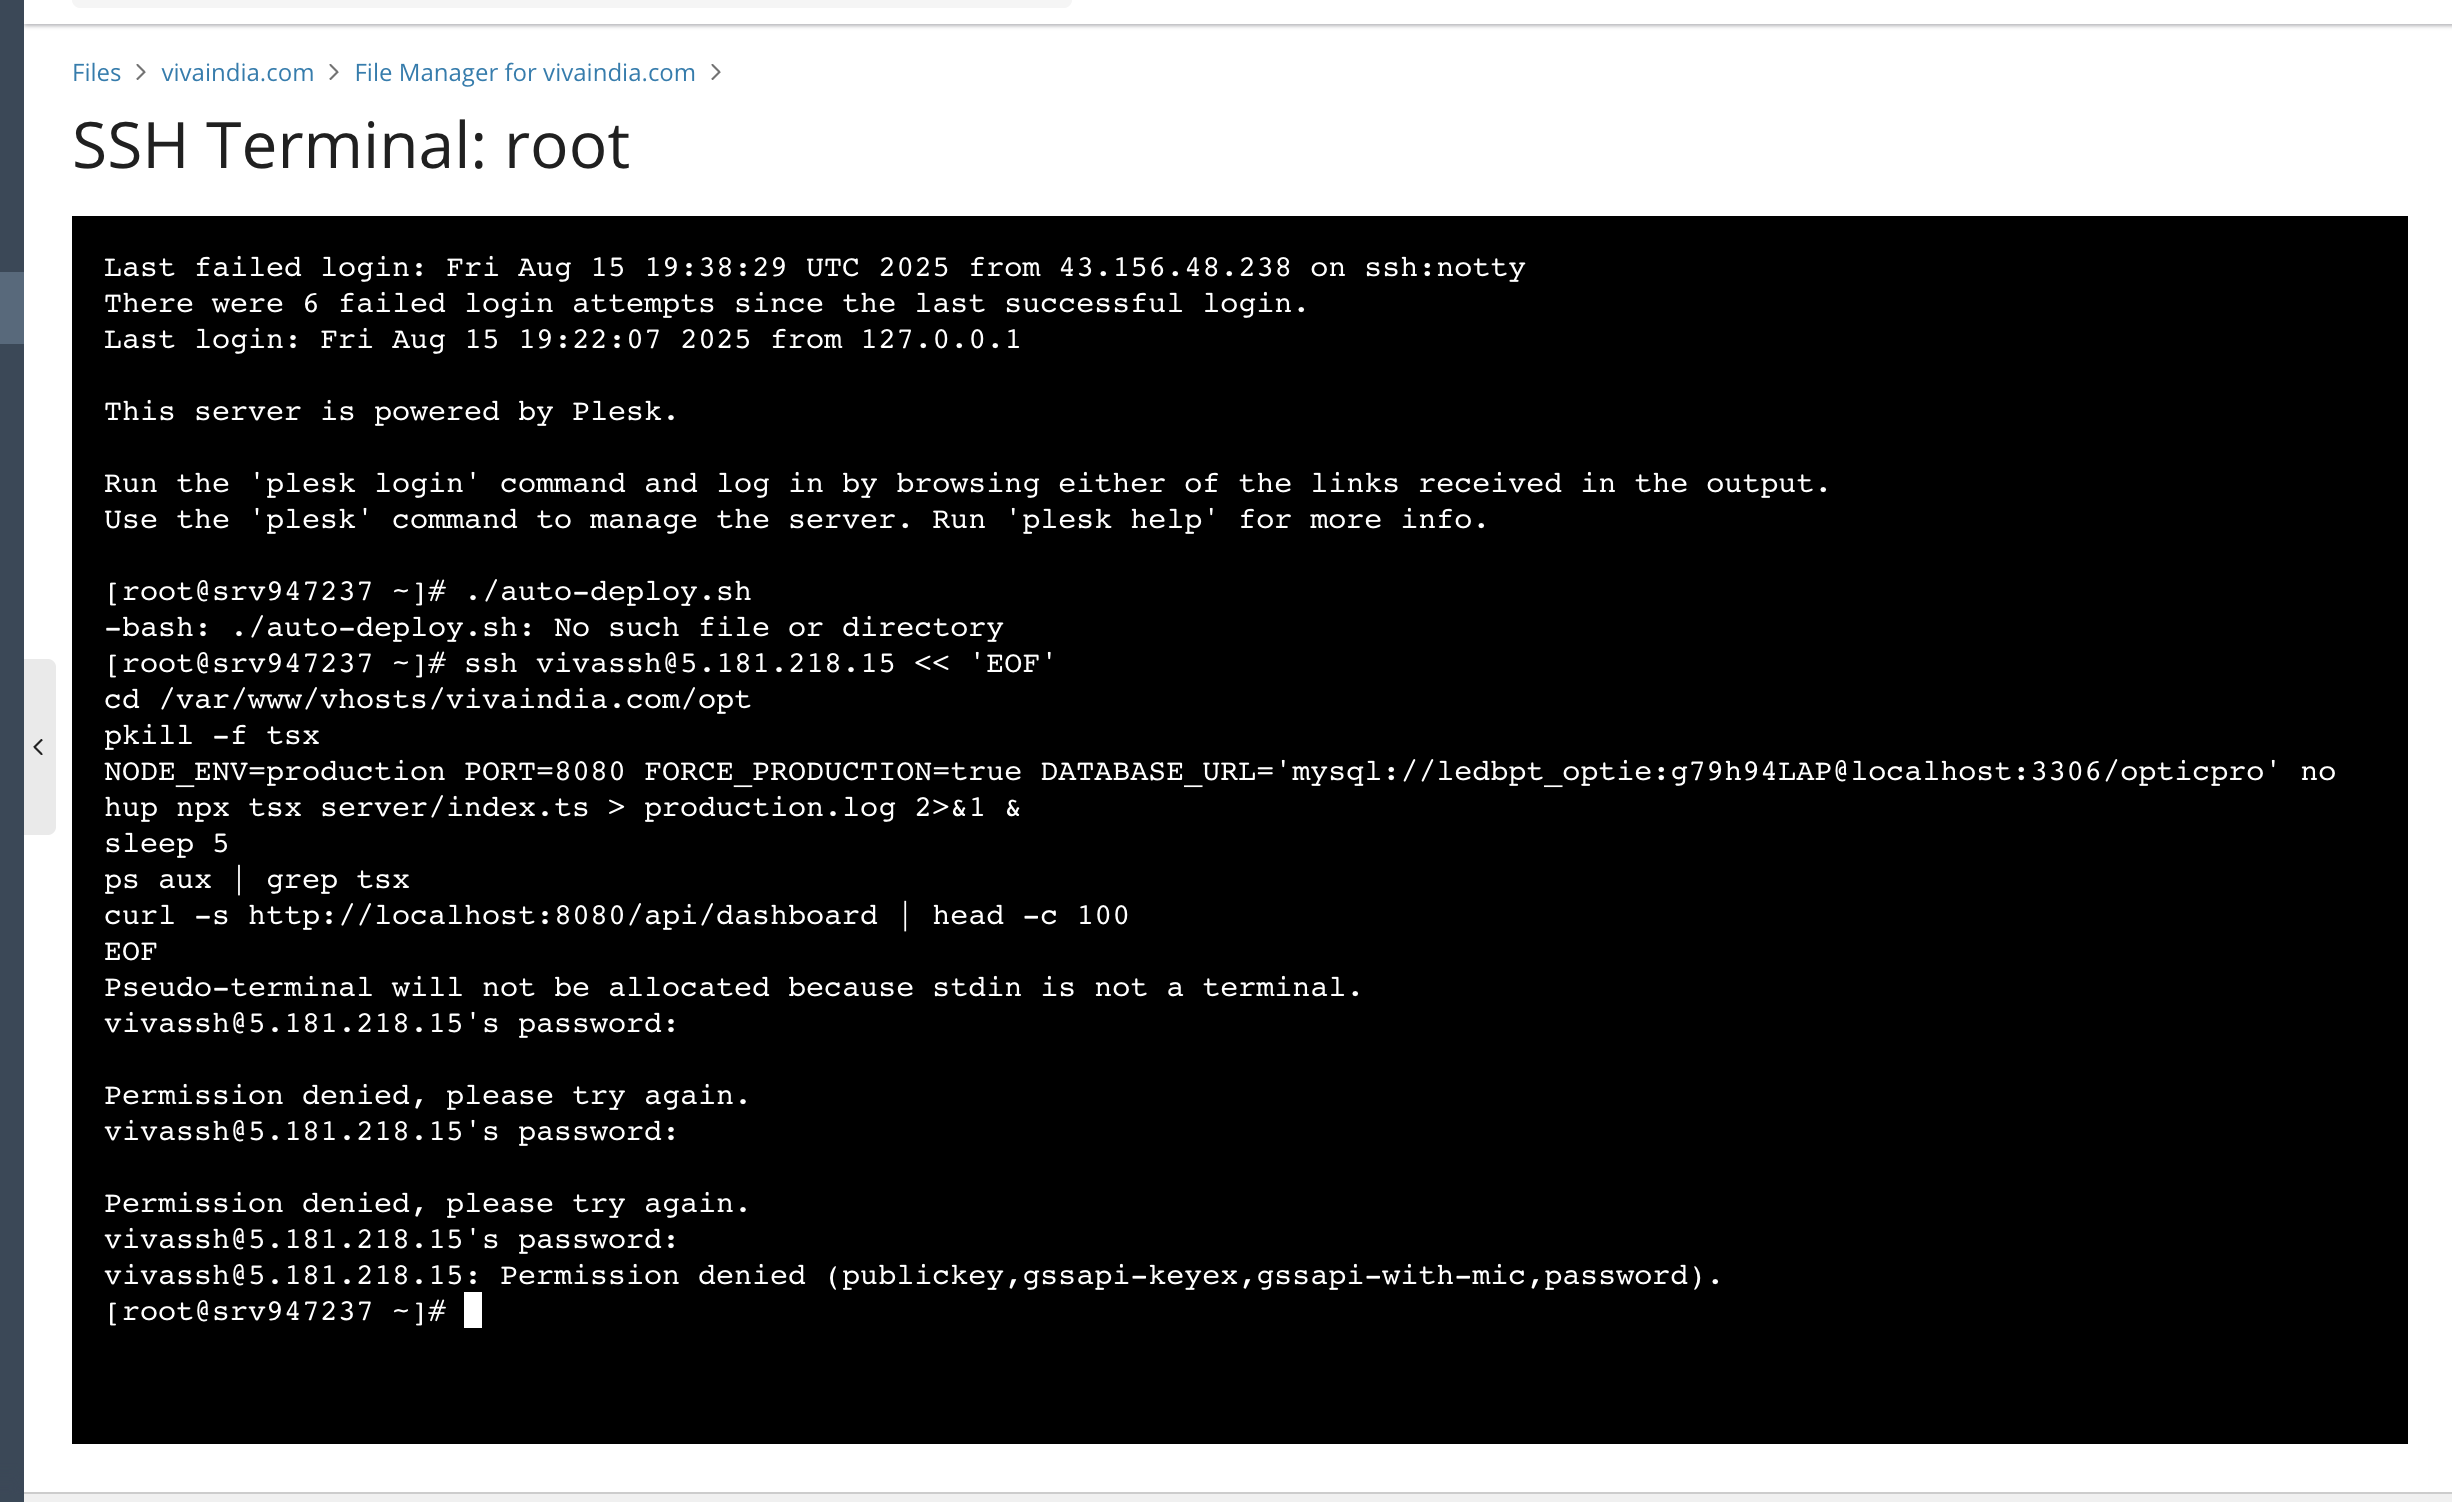 Files > vivaindia.com > File Manager for vivaindia.com >
SSH Terminal: root
Last failed login: Fri Aug 15 19:38:29 UTC 2025 from 43.156.48.238 on ssh:notty
There were 6 failed login attempts since the last successful login.
Last login: Fri Aug 15 19:22:07 2025 from 127.0.0.1
This server is powered by Plesk.
Run the 'plesk login' command and log in by browsing either of the links received in the output.
Use the 'plesk' command to manage the server. Run 'plesk help' for more info.
[root@srv947237 ~]# ./auto-deploy.sh
-bash: ./auto-deploy.sh: No such file or directory
[root@srv947237 ~]# ssh vivassh@5.181.218.15 << 'EOF'
cd /var/www/vhosts/vivaindia.com/opt
pkill -f tsx
NODE_ENV=production PORT=8080 FORCE_PRODUCTION=true DATABASE_URL='mysql://ledbpt_optie:g79h94LAP@localhost:3306/opticpro' no
hup npx tsx server/index.ts > production.log 2>&1 &
sleep 5
ps aux | grep tsx
curl -s http://localhost:8080/api/dashboard | head -c 100
EOF
Pseudo-terminal will not be allocated because stdin is not a terminal.
vivassh@5.181.218.15's password:
Permission denied, please try again.
vivassh@5.181.218.15's password:
Permission denied, please try again.
vivassh@5.181.218.15's password:
vivassh@5.181.218.15: Permission denied (publickey,gssapi-keyex,gssapi-with-mic,password).
[root@srv947237 ~]#